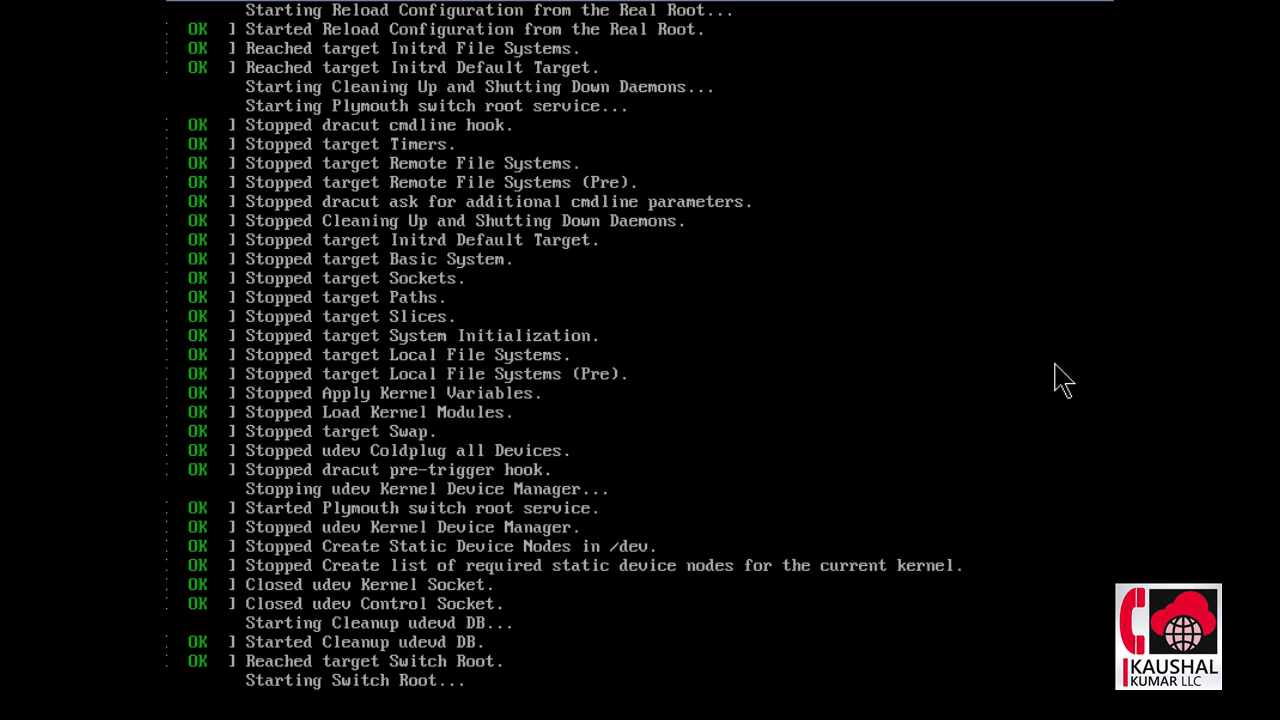 Starting Reload Configuration from the Real Root...
[ OK ] Started Reload Configuration from the Real Root.
[ OK ] Reached target Initrd File Systems.
[ OK ] Reached target Initrd Default Target.
Starting Cleaning Up and Shutting Down Daemons...
Starting Plymouth switch root service...
[ OK ] Stopped dracut cmdline hook.
[ OK ] Stopped target Timers.
[ OK ] Stopped target Remote File Systems.
[ OK ] Stopped target Remote File Systems (Pre).
[ OK ] Stopped dracut ask for additional cmdline parameters.
[ OK ] Stopped Cleaning Up and Shutting Down Daemons.
[ OK ] Stopped target Initrd Default Target.
[ OK ] Stopped target Basic System.
[ OK ] Stopped target Sockets.
[ OK ] Stopped target Paths.
[ OK ] Stopped target Slices.
[ OK ] Stopped target System Initialization.
[ OK ] Stopped target Local File Systems.
[ OK ] Stopped target Local File Systems (Pre).
[ OK ] Stopped Apply Kernel Variables.
[ OK ] Stopped Load Kernel Modules.
[ OK ] Stopped target Swap.
[ OK ] Stopped udev Coldplug all Devices.
[ OK ] Stopped dracut pre-trigger hook.
Stopping udev Kernel Device Manager...
[ OK ] Started Plymouth switch root service.
[ OK ] Stopped udev Kernel Device Manager.
[ OK ] Stopped Create Static Device Nodes in /dev.
[ OK ] Stopped Create list of required static device nodes for the current kernel.
[ OK ] Closed udev Kernel Socket.
[ OK ] Closed udev Control Socket.
Starting Cleanup udevd DB...
[ OK ] Started Cleanup udevd DB.
[ OK ] Reached target Switch Root.
Starting Switch Root...
KAUSHAL
KUMAR LLC